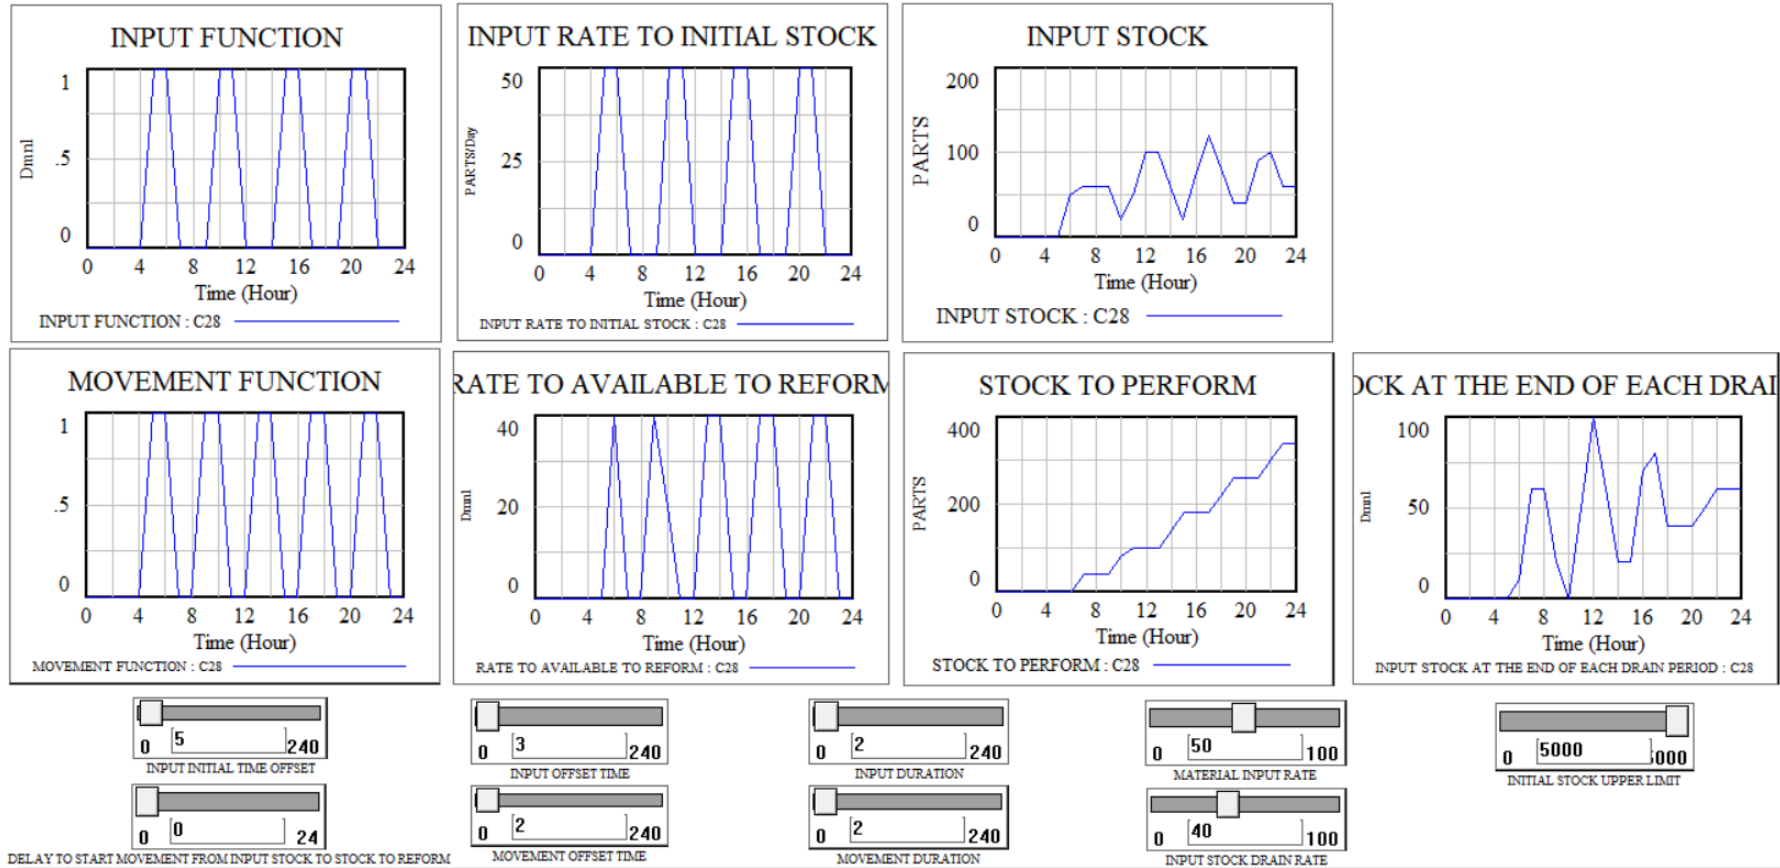 INPUT FUNCTION
1
.5
0
Dmnl
0 4 8 12 16 20 24
Time (Hour)
INPUT FUNCTION : C28
INPUT RATE TO INITIAL STOCK
50
25
0
PARTS/Day
0 4 8 12 16 20 24
Time (Hour)
INPUT RATE TO INITIAL STOCK : C28
INPUT STOCK
200
100
0
PARTS
0 4 8 12 16 20 24
Time (Hour)
INPUT STOCK : C28
MOVEMENT FUNCTION
1
.5
0
Dmnl
0 4 8 12 16 20 24
Time (Hour)
MOVEMENT FUNCTION : C28
RATE TO AVAILABLE TO REFORM
40
20
0
Dmnl
0 4 8 12 16 20 24
Time (Hour)
RATE TO AVAILABLE TO REFORM : C28
STOCK TO PERFORM
400
200
0
PARTS
0 4 8 12 16 20 24
Time (Hour)
STOCK TO PERFORM : C28
OCK AT THE END OF EACH DRAI
100
50
0
Dmnl
0 4 8 12 16 20 24
Time (Hour)
INPUT STOCK AT THE END OF EACH DRAIN PERIOD : C28
0 5 240
INPUT INITIAL TIME OFFSET
0 3 240
INPUT OFFSET TIME
0 2 240
INPUT DURATION
0 50 100
MATERIAL INPUT RATE
0 5000 5000
INITIAL STOCK UPPER LIMIT
0 0 24
DELAY TO START MOVEMENT FROM INPUT STOCK TO STOCK TO REFORM
0 2 240
MOVEMENT OFFSET TIME
0 2 240
MOVEMENT DURATION
0 40 100
INPUT STOCK DRAIN RATE